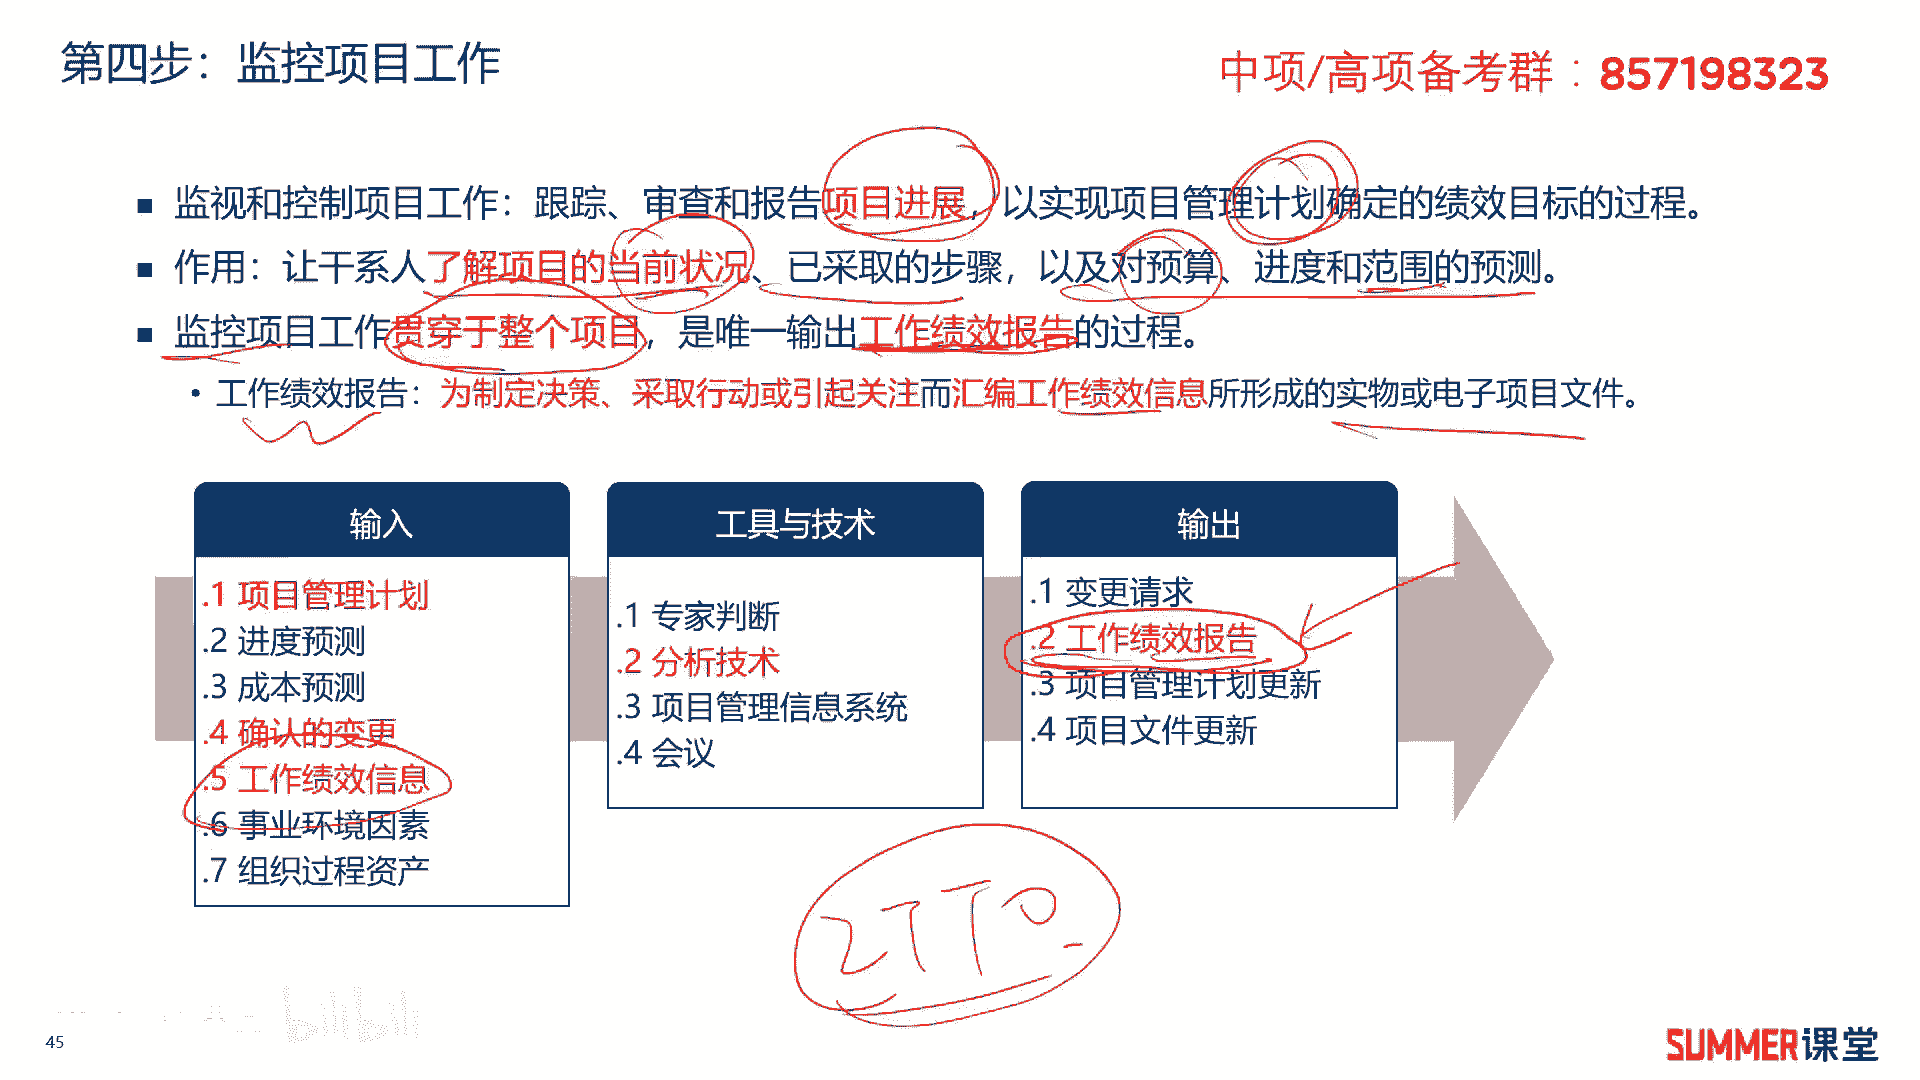 第四步：监控项目工作
中项/高项备考群：857198323
■ 监视和控制项目工作：跟踪、审查和报告项目进展，以实现项目管理计划确定的绩效目标的过程。
■ 作用：让干系人了解项目的当前状况、已采取的步骤，以及对预算、进度和范围的预测。
■ 监控项目工作贯穿于整个项目，是唯一输出工作绩效报告的过程。
• 工作绩效报告：为制定决策、采取行动或引起关注而汇编工作绩效信息所形成的实物或电子项目文件。
输入
.1 项目管理计划
.2 进度预测
.3 成本预测
.4 确认的变更
.5 工作绩效信息
.6 事业环境因素
.7 组织过程资产
工具与技术
.1 专家判断
.2 分析技术
.3 项目管理信息系统
.4 会议
输出
.1 变更请求
.2 工作绩效报告
.3 项目管理计划更新
.4 项目文件更新
ITTO
bilibili
45
SUMMER课堂